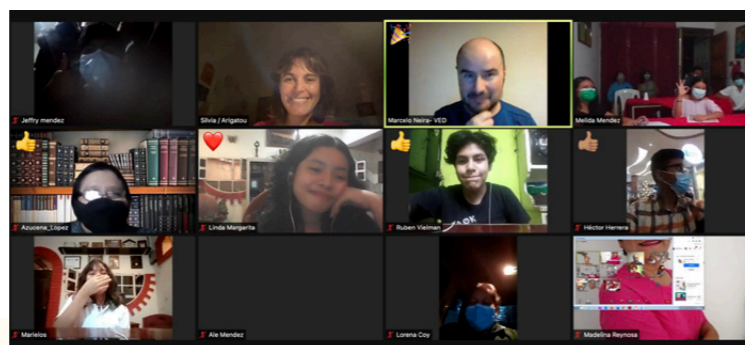 Jeffry mendez
Silvia / Arigatou
Marcelo Neira- VED
Melida Mendez
Azucena_Lopez
Linda Margarita
Ruben Vielman
Héctor Herrera
Marielos
Ale Mendez
Lorena Coy
Madelina Reynosa